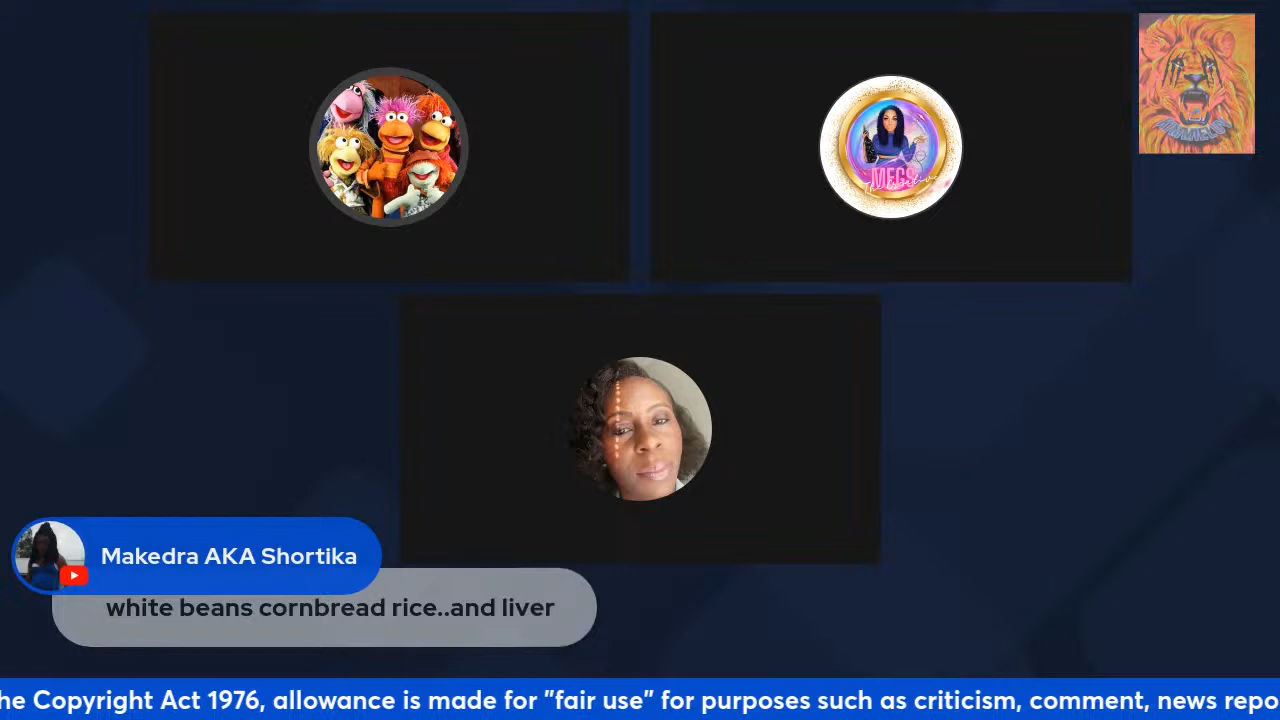 MEGS
Makedra AKA Shortika
white beans cornbread rice..and liver
he Copyright Act 1976, allowance is made for "fair use" for purposes such as criticism, comment, news repo